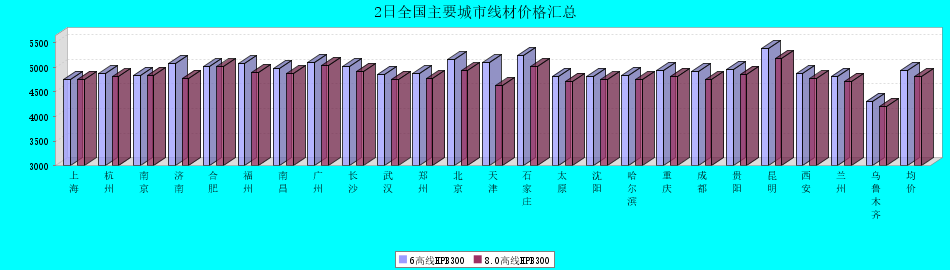 2日全国主要城市线材价格汇总
5500
5000
4500
4000
3500
3000
上海 杭州 南京 济南 合肥 福州 南昌 广州 长沙 武汉 郑州 北京 天津 石家庄 太原 沈阳 哈尔滨 重庆 成都 贵阳 昆明 西安 兰州 乌鲁木齐 均价
6高线HPB300 8.0高线HPB300